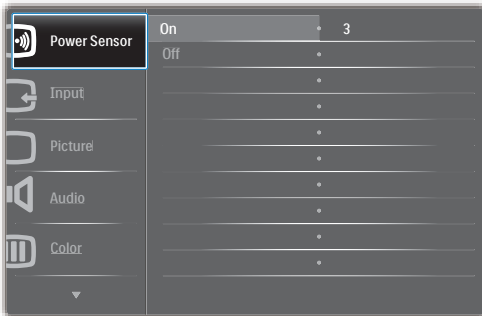 Power Sensor
On 3
Off
Input
Picture
Audio
Color